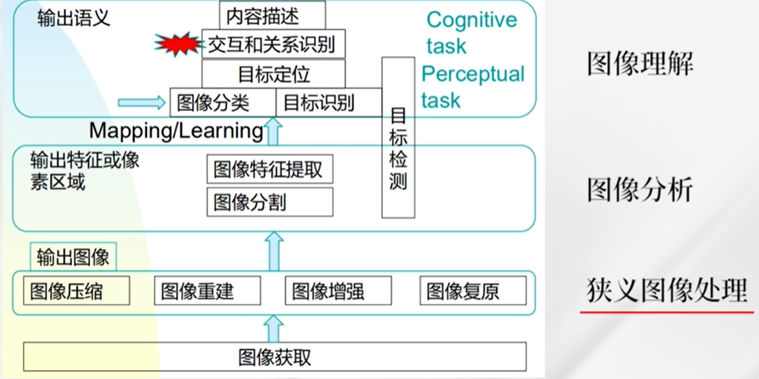 输出语义
内容描述
交互和关系识别
目标定位
图像分类
目标识别
Cognitive
task
Perceptual
task
图像理解
Mapping/Learning
目标检测
输出特征或像
素区域
图像特征提取
图像分割
图像分析
输出图像
图像压缩
图像重建
图像增强
图像复原
狭义图像处理
图像获取